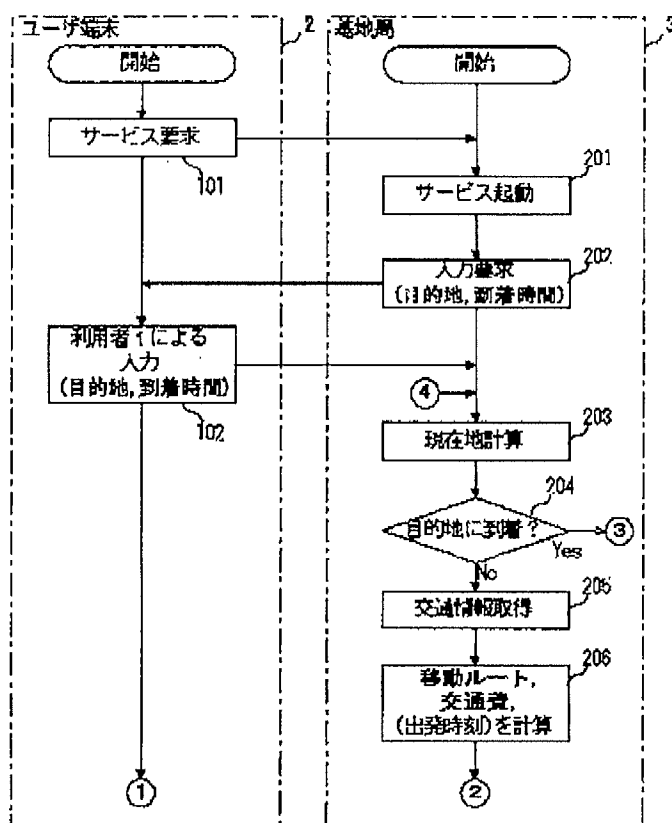 ユーザ端末
2
基地局
3
開始
開始
サービス要求
101
201
サービス起動
入力要求
(目的地,到着時間)
202
利用者1による
入力
(目的地,到着時間)
102
④
現在地計算
203
204
目的地に到着?
③
Yes
No
205
交通情報取得
206
移動ルート,
交通費,
(出発時刻)を計算
①
②